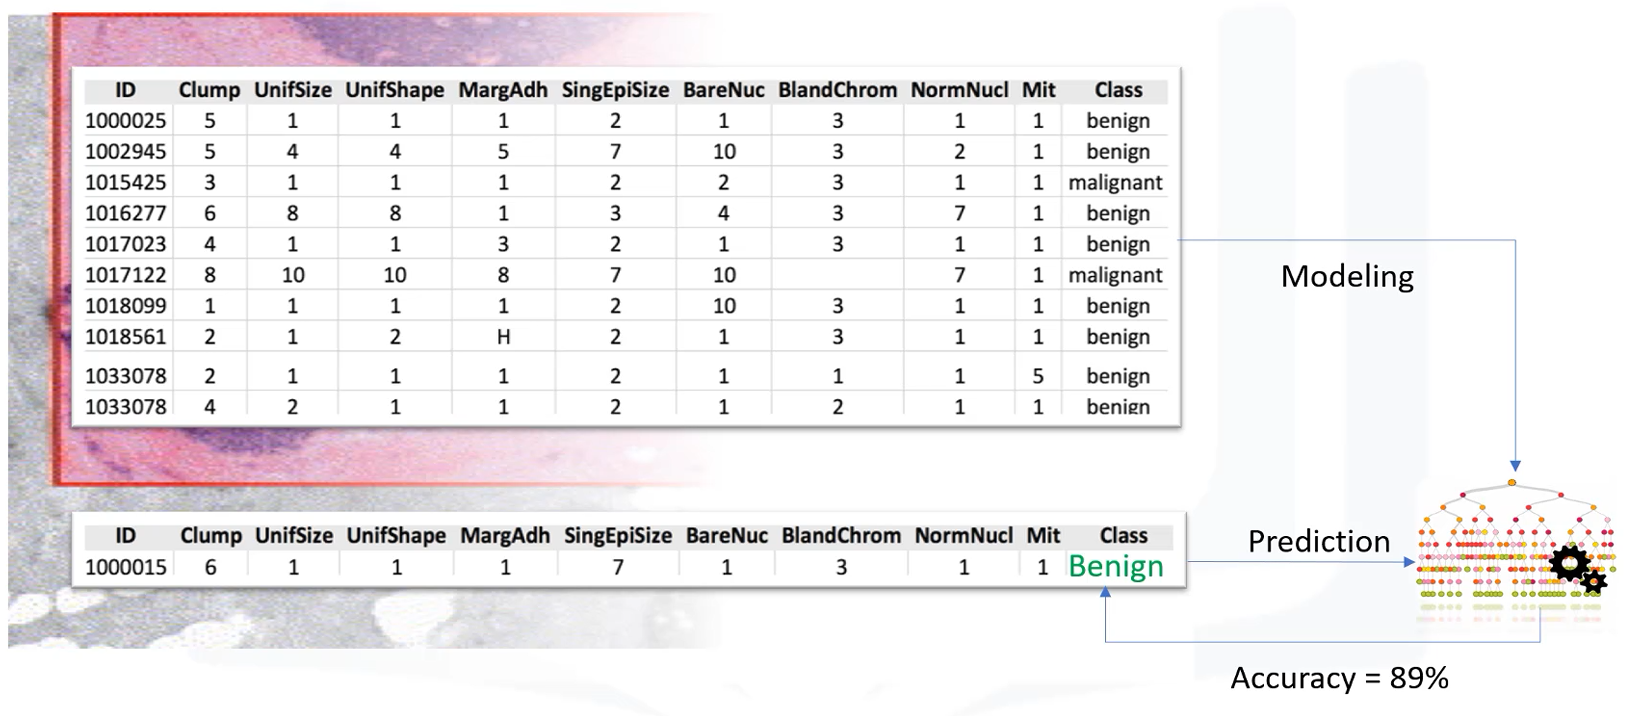 ID Clump UnifSize UnifShape MargAdh SingEpiSize BareNuc BlandChrom NormNucl Mit Class
1000025 5 1 1 1 2 1 3 1 1 benign
1002945 5 4 4 5 7 10 3 2 1 benign
1015425 3 1 1 1 2 2 3 1 1 malignant
1016277 6 8 8 1 3 4 3 7 1 benign
1017023 4 1 1 3 2 1 3 1 1 benign
1017122 8 10 10 8 7 10 7 1 malignant
1018099 1 1 1 1 2 10 3 1 1 benign
1018561 2 1 2 H 2 1 3 1 1 benign
1033078 2 1 1 1 2 1 1 1 5 benign
1033078 4 2 1 1 2 1 2 1 1 benign
Modeling
ID Clump UnifSize UnifShape MargAdh SingEpiSize BareNuc BlandChrom NormNucl Mit Class
1000015 6 1 1 1 7 1 3 1 1 Benign
Prediction
Accuracy = 89%